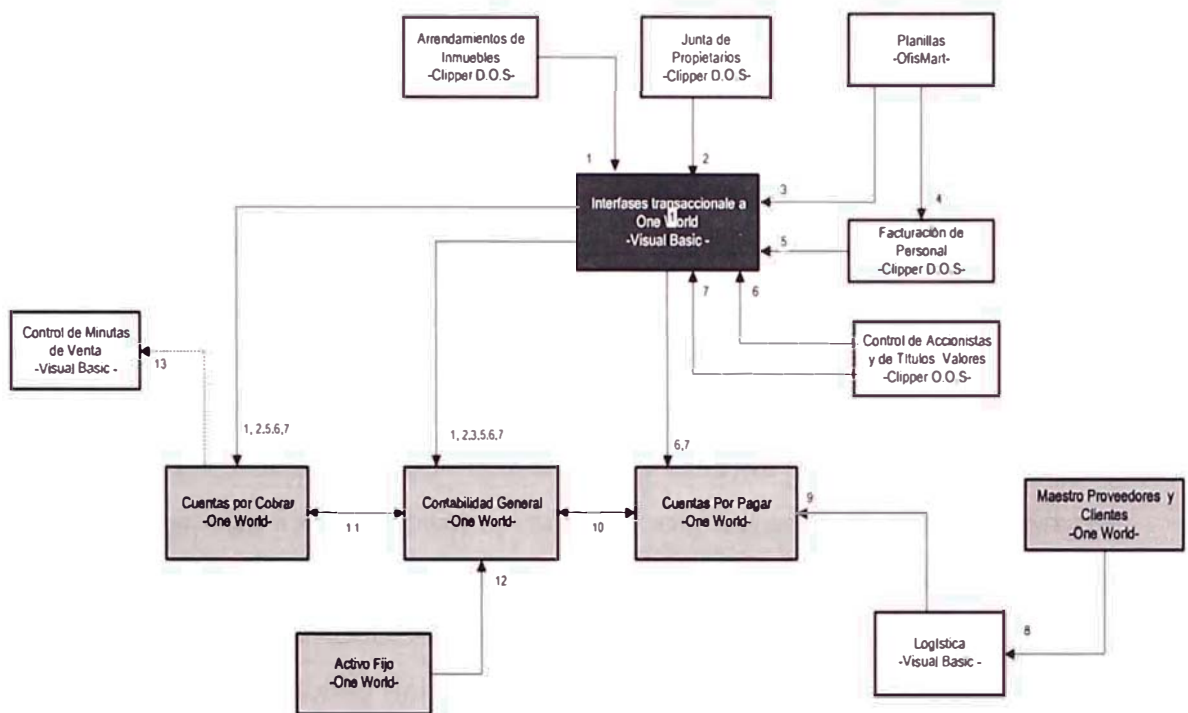 Arrendamientos de
Inmuebles
-Clipper D.O.S-
Junta de
Propietarios
-Clipper D.O.S-
Planillas
-OfisMart-
1
2
3
4
Interfases transaccionale a
One World
-Visual Basic -
5
Facturación de
Personal
-Clipper D.O.S-
7
6
Control de Minutas
de Venta
-Visual Basic -
13
Control de Accionistas
y de Títulos Valores
-Clipper O.O.S-
1, 2.5.6,7
1, 2.3,5.6,7
6,7
Cuentas por Cobrar
-One World-
11
Contabilidad General
-One World-
10
Cuentas Por Pagar
-One World-
9
Maestro Proveedores y
Clientes
-One World-
12
Activo Fijo
-One World-
Logística
-Visual Basic -
8